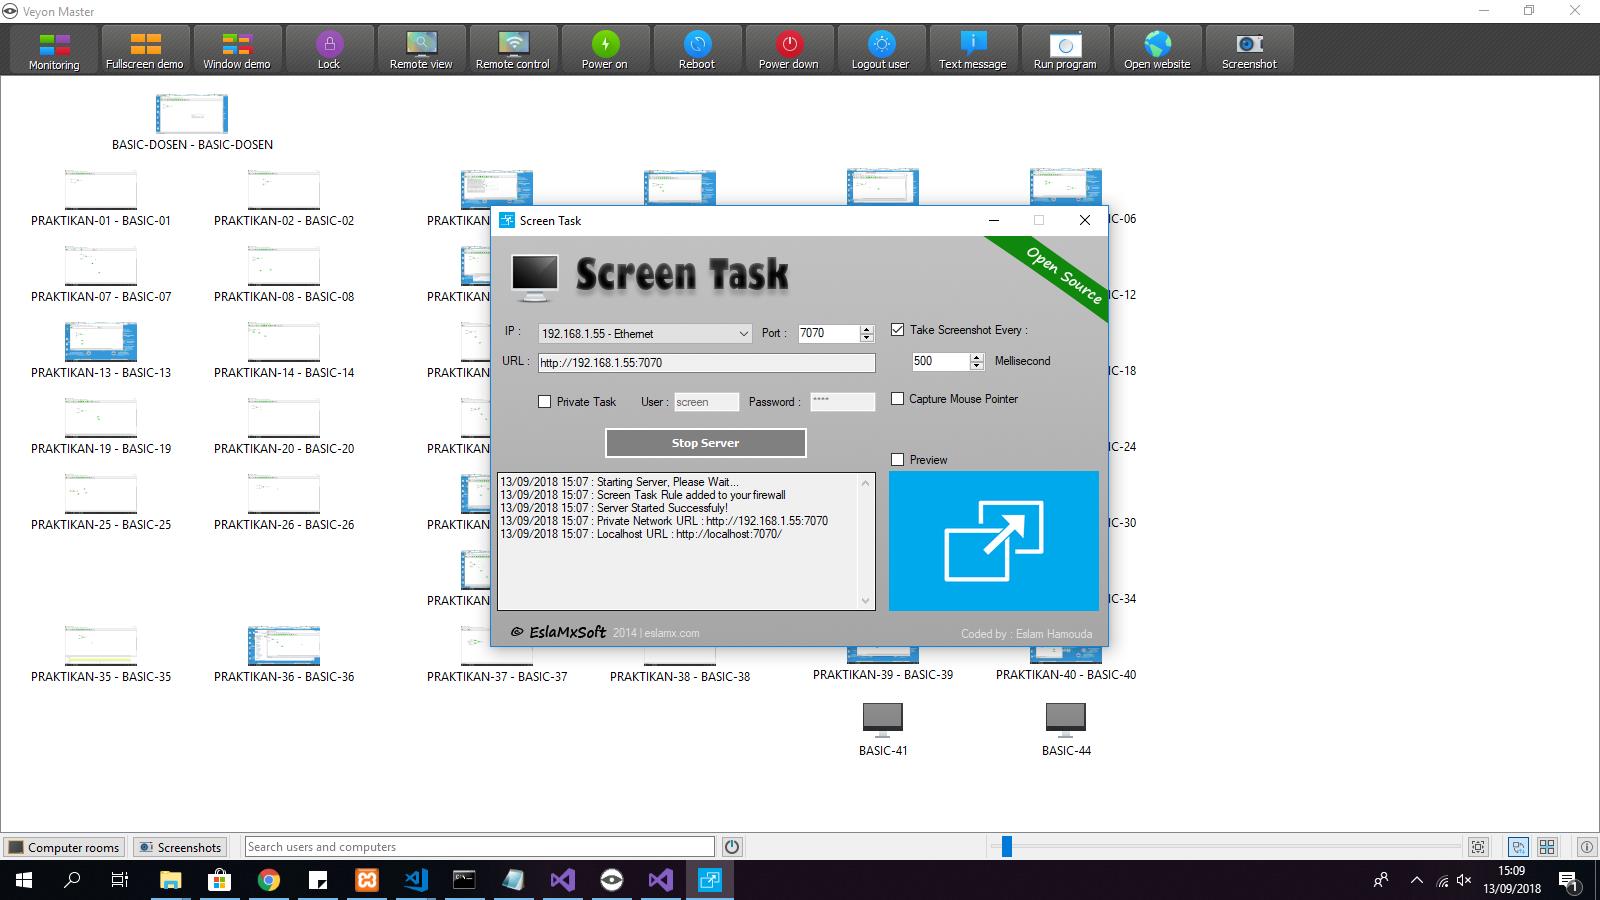 Veyon Master
Monitoring
Fullscreen demo
Window demo
Lock
Remote view
Remote control
Power on
Reboot
Power down
Logout user
Text message
Run program
Open website
Screenshot
BASIC-DOSEN - BASIC-DOSEN
PRAKTIKAN-01 - BASIC-01
PRAKTIKAN-02 - BASIC-02
PRAKTIKAN
IC-06
PRAKTIKAN-07 - BASIC-07
PRAKTIKAN-08 - BASIC-08
PRAKTIKAN
IC-12
PRAKTIKAN-13 - BASIC-13
PRAKTIKAN-14 - BASIC-14
PRAKTIKAN
IC-18
PRAKTIKAN-19 - BASIC-19
PRAKTIKAN-20 - BASIC-20
PRAKTIKAN
IC-24
PRAKTIKAN-25 - BASIC-25
PRAKTIKAN-26 - BASIC-26
PRAKTIKAN
IC-30
PRAKTIKAN
IC-34
PRAKTIKAN-35 - BASIC-35
PRAKTIKAN-36 - BASIC-36
PRAKTIKAN-37 - BASIC-37
PRAKTIKAN-38 - BASIC-38
PRAKTIKAN-39 - BASIC-39
PRAKTIKAN-40 - BASIC-40
BASIC-41
BASIC-44
Screen Task
Screen Task
Open Source
IP :
192.168.1.55 - Ethernet
Port :
7070
Take Screenshot Every :
URL :
http://192.168.1.55:7070
500
Mellisecond
Private Task
User :
screen
Password :
****
Capture Mouse Pointer
Stop Server
Preview
13/09/2018 15:07 : Starting Server, Please Wait...
13/09/2018 15:07 : Screen Task Rule added to your firewall
13/09/2018 15:07 : Server Started Successfuly!
13/09/2018 15:07 : Private Network URL : http://192.168.1.55:7070
13/09/2018 15:07 : Localhost URL : http://localhost:7070/
© EslaMxSoft 2014 | eslamx.com
Coded by : Eslam Hamouda
Computer rooms
Screenshots
Search users and computers
15:09
13/09/2018
1